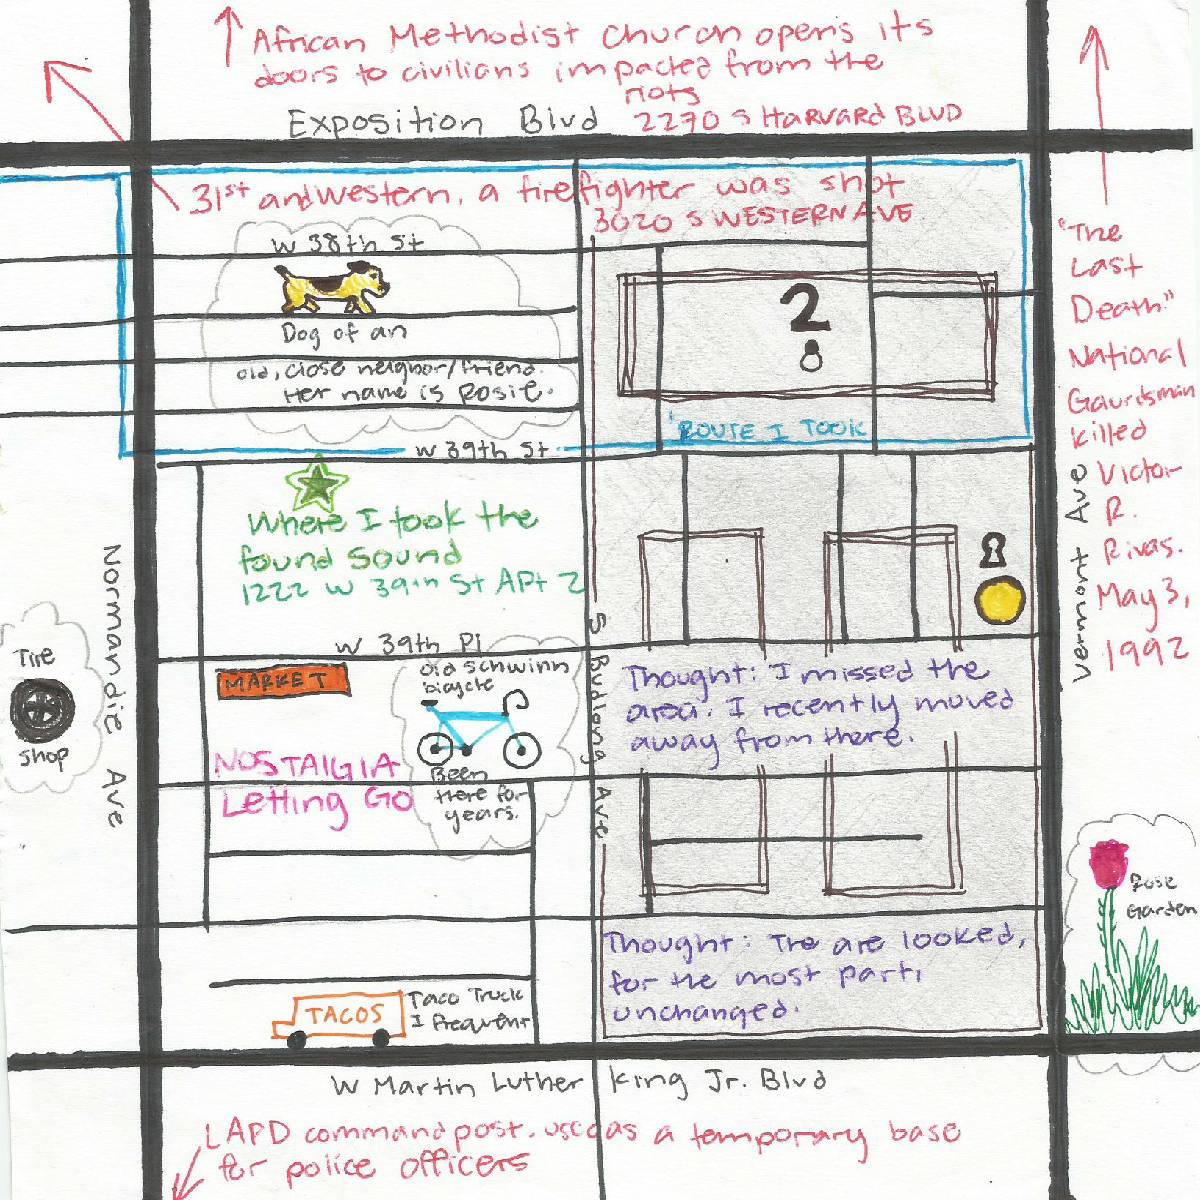 African Methodist Church opens its
doors to civilians impacted from the
riots
2270 S HARVARD BLVD
Exposition Blvd
31st and Western, a firefighter was shot
3020 S WESTERN AVE
W 38th St
Dog of an
old, close neigbor/friend.
Her name is Rosie.
2
ROUTE I TOOK
W 39th St
"The
Last
Death"
National
Gaurdsman
killed
Victor
R.
Rivas.
May 3,
1992
Vermont Ave
Where I took the
found Sound
1222 W 39th St APt 2
Normandie Ave
S Budlong Ave
W 39th Pl
Tire
Shop
MARKET
old schwinn
bicycle
Been
there for
years.
NOSTALGIA
Letting Go
Thought: I missed the
area. I recently moved
away from there.
Rose
Garden
Thought: The are looked,
for the most part,
unchanged.
TACOS
Taco Truck
I frequent
W Martin Luther King Jr. Blvd
LAPD command post. used as a temporary base
for police officers